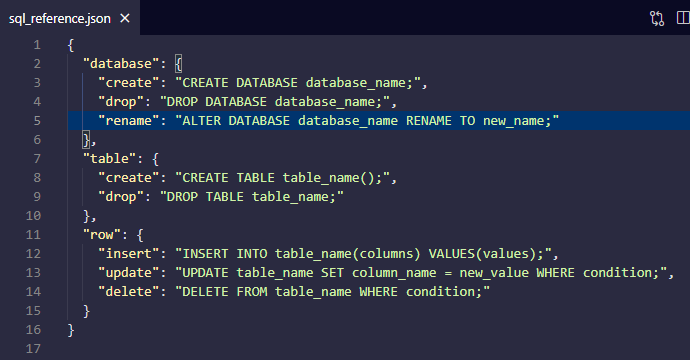 sql_reference.json ×
1 {
2   "database": {
3     "create": "CREATE DATABASE database_name;",
4     "drop": "DROP DATABASE database_name;",
5     "rename": "ALTER DATABASE database_name RENAME TO new_name;"
6   },
7   "table": {
8     "create": "CREATE TABLE table_name();",
9     "drop": "DROP TABLE table_name;"
10   },
11   "row": {
12     "insert": "INSERT INTO table_name(columns) VALUES(values);",
13     "update": "UPDATE table_name SET column_name = new_value WHERE condition;",
14     "delete": "DELETE FROM table_name WHERE condition;"
15   }
16 }
17